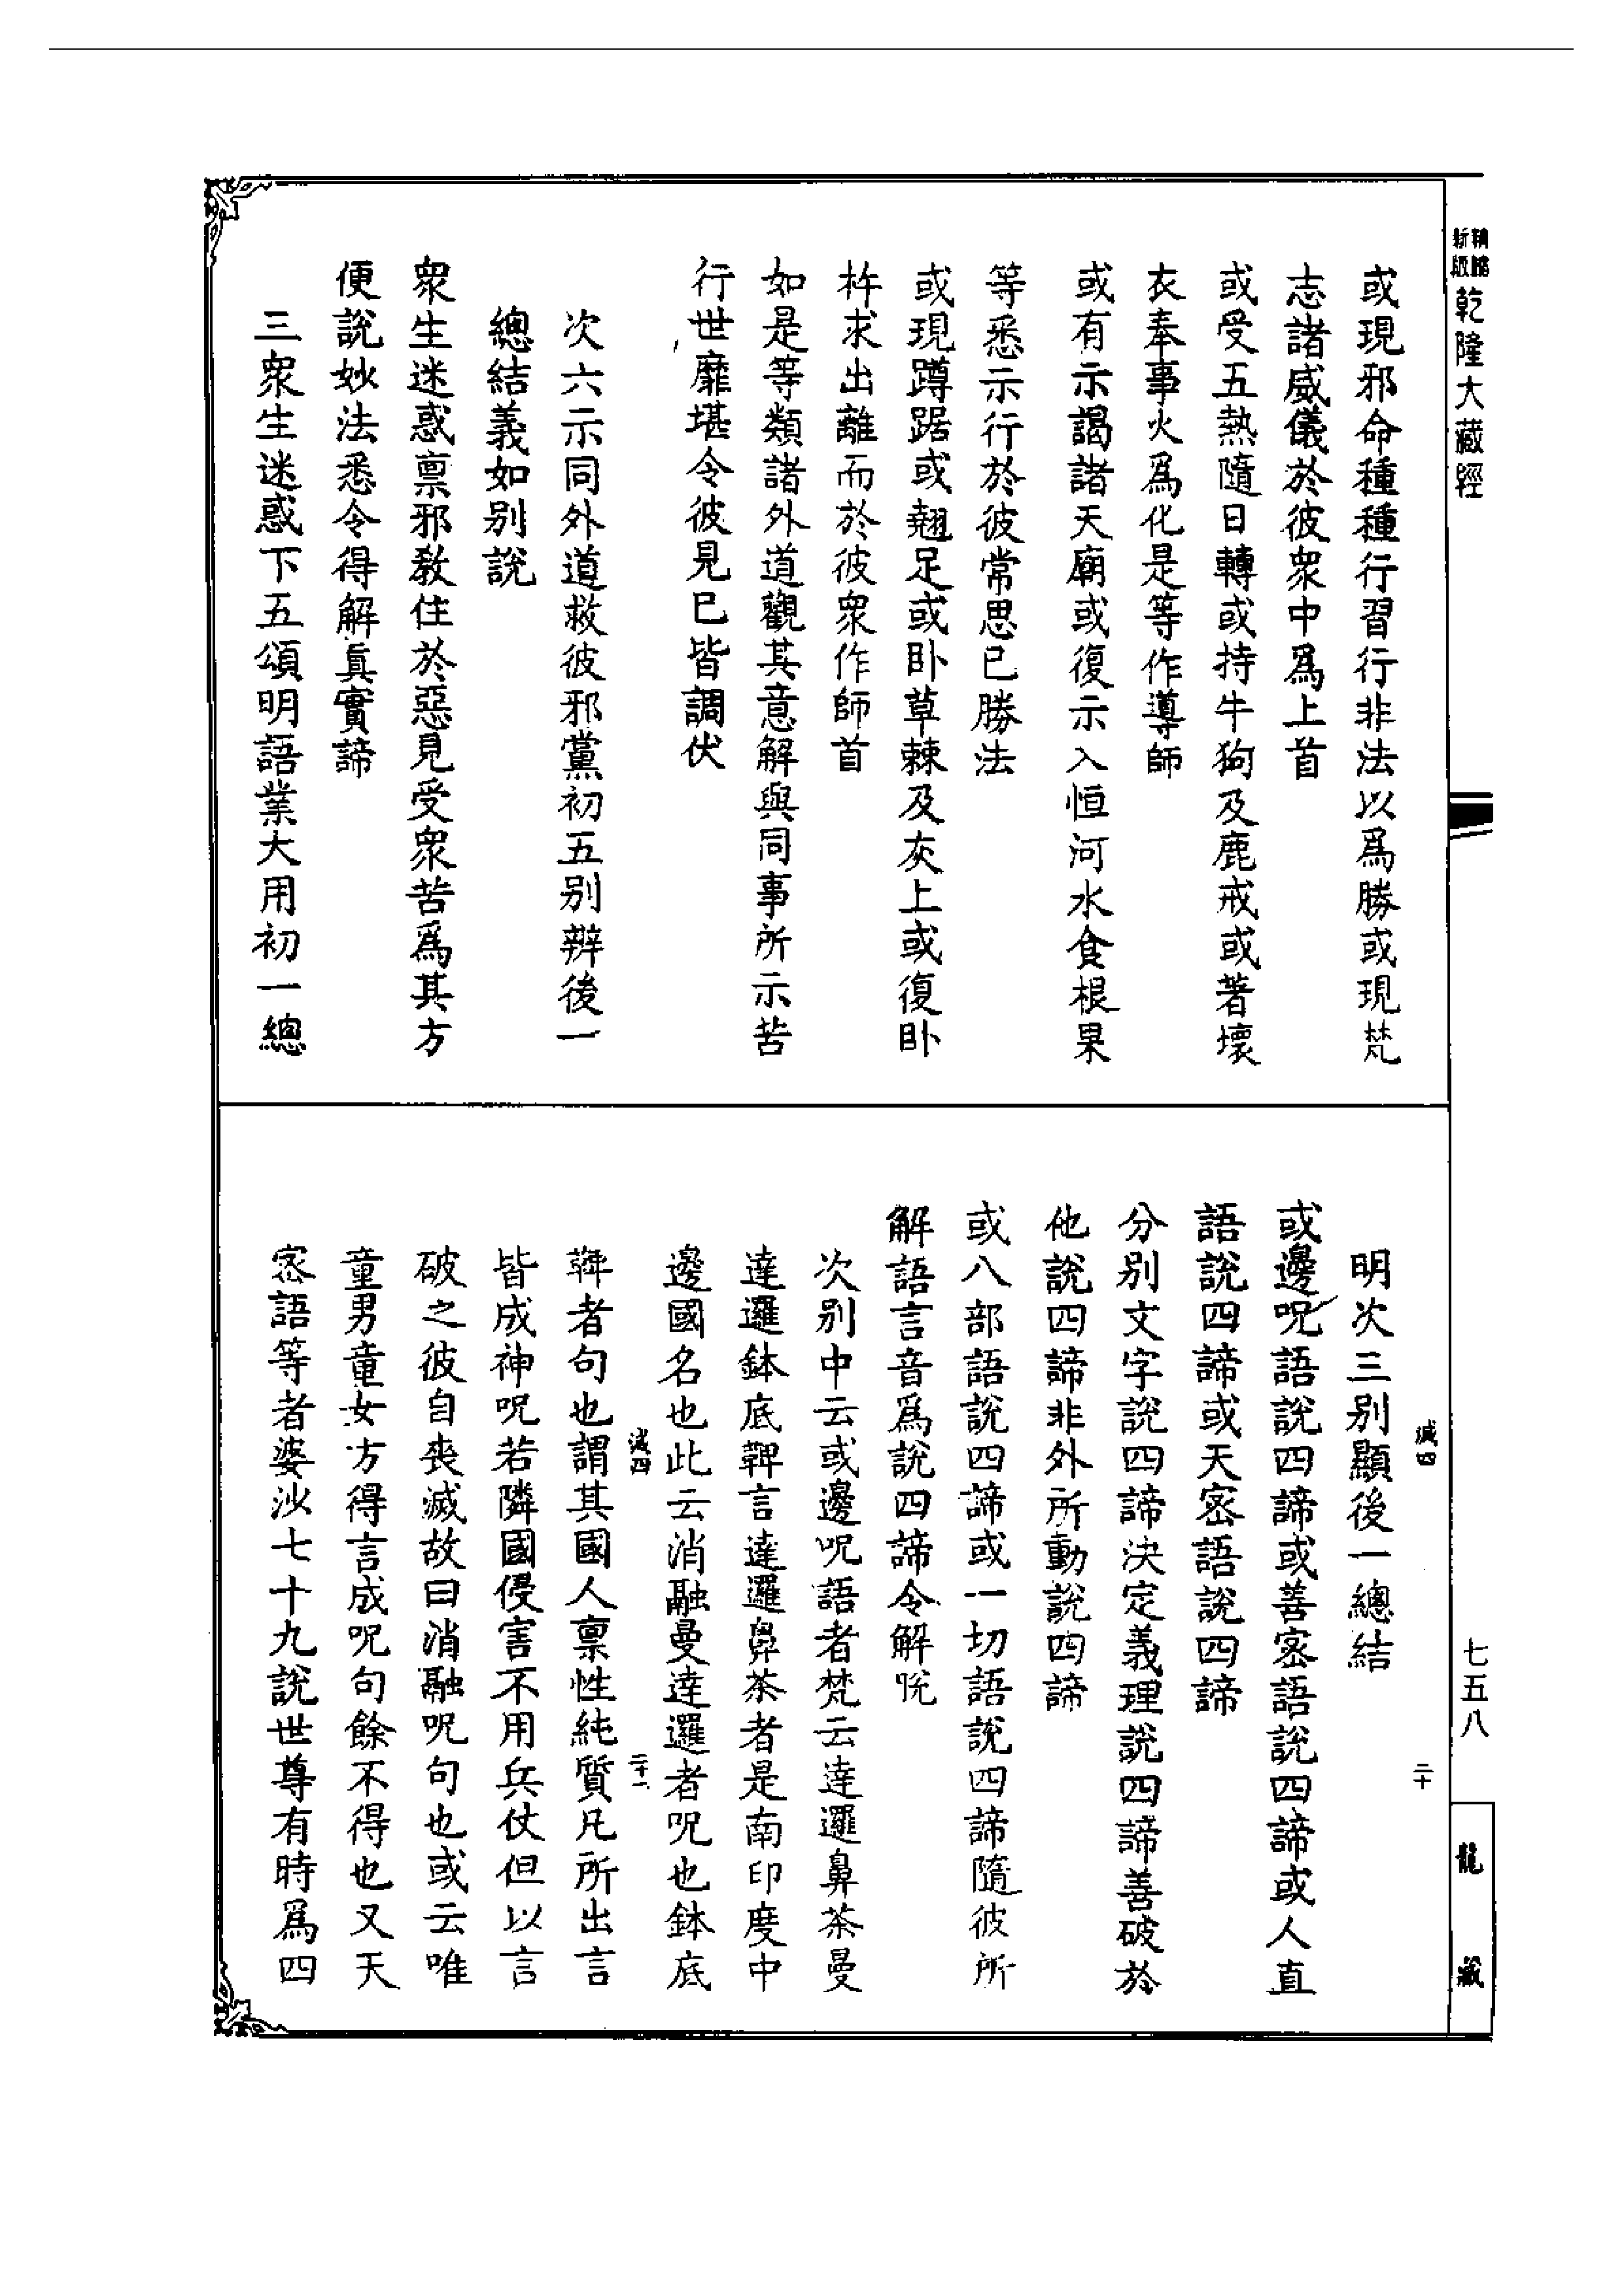 精縮
新版
乾隆大藏經
或現邪命種種行習行非法以爲勝或現梵
志諸威儀於彼衆中爲上首
或受五熱隨日轉或持牛狗及鹿戒或著壞
衣奉事火爲化是等作導師
或有示謁諸天廟或復示入恒河水食根果
等悉示行於彼常思已勝法
或現蹲踞或翹足或卧草棘及灰上或復卧
杵求出離而於彼衆作師首
如是等類諸外道觀其意解與同事所示苦
行世靡堪令彼見已皆調伏
次六示同外道救彼邪黨初五别辨後一
總結義如别說
衆生迷惑禀邪教住於惡見受衆苦爲其方
便說妙法悉令得解眞實諦
三衆生迷惑下五頌明語業大用初一總
減四
二十
明次三别顯後一總結
或邊呪語說四諦或善宻語說四諦或人直
語說四諦或天宻語說四諦
分别文字說四諦決定義理說四諦善破於
他說四諦非外所動說四諦
或八部語說四諦或一切語說四諦隨彼所
解語言音爲說四諦令解脫
次别中云或邊呪語者梵云達邏鼻茶曼
達邏鉢底鞞言達邏鼻茶者是南印度中
邊國名也此云消融曼達邏者呪也鉢底
減四
二十一
鞞者句也謂其國人禀性純質凡所出言
皆成神呪若隣國侵害不用兵仗但以言
破之彼自喪滅故曰消融呪句也或云唯
童男童女方得言成呪句餘不得也又天
宻語等者婆沙七十九說世尊有時爲四
七五八
龍藏